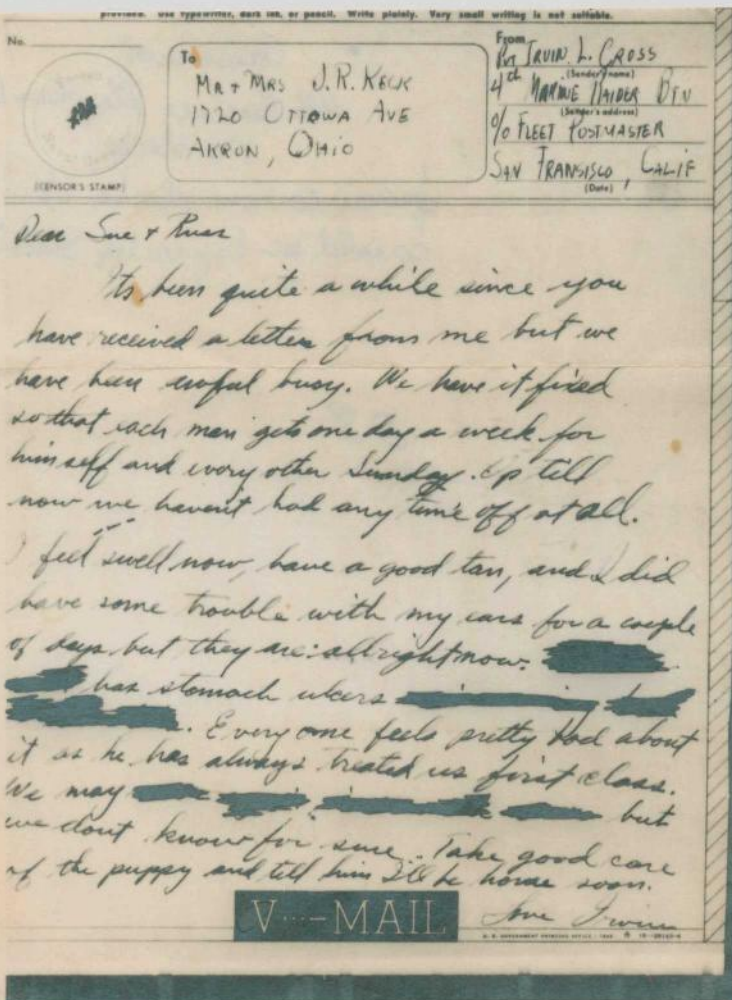 provided. Use typewriter, dark ink, or pencil. Write plainly. Very small writing is not suitable.
No.
(CENSOR'S STAMP)
To
MR + MRS J.R. KECK
1720 OTTOWA AVE
AKRON, OHIO
From
PVT IRVIN. L. CROSS
(Sender's name)
4th MARINE RAIDER BTN
(Sender's address)
c/o FLEET POSTMASTER
SAN FRANSISCO, CALIF
(Date)
Dear Sue + Russ
Its been quite a while since you
have received a letter from me but we
have been awful busy. We have it fixed
so that each man gets one day a week for
himself and every other Sunday. Up till
now we havent had any time off at all.
I feel swell now, have a good tan, and I did
have some trouble with my ears for a couple
of days but they are allright now.
has stomach ulcers
. Everyone feels pretty bad about
it as he has always treated us first class.
We may but
we dont know for sure. Take good care
of the puppy and tell him I'll be home soon.
Love Irvin
V···-MAIL